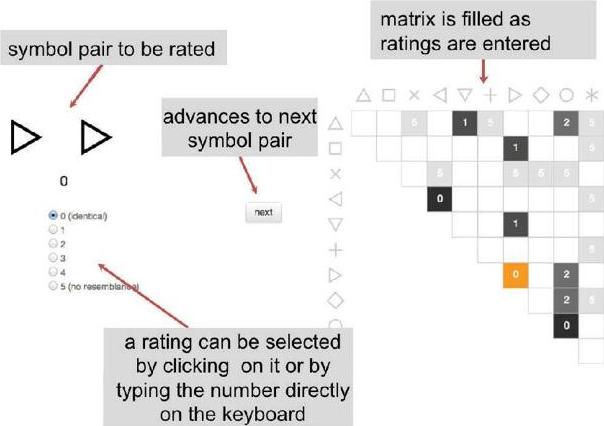 symbol pair to be rated
matrix is filled as
ratings are entered
advances to next
symbol pair
0
next
0 (identical)
1
2
3
4
5 (no resemblance)
a rating can be selected
by clicking on it or by
typing the number directly
on the keyboard
5 1 5 2 5
1 5
5 5 5 5
0 5
1
5
0 2
2 5
0